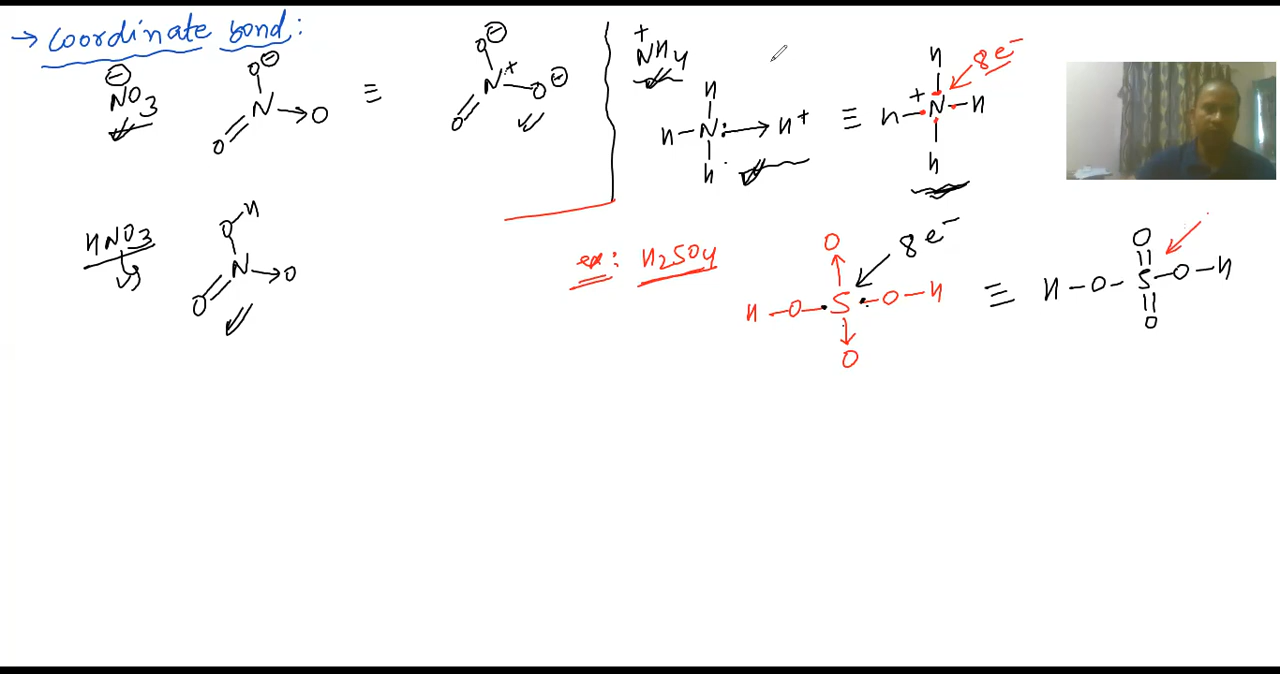 → Coordinate bond:
⊖
NO3
O⊖
N → O
O
≡
O⊖
N+ O⊖
O
+
NH4
H
H - N : → H+
H
≡
H
8e-
H - N+ - H
H
HNO3
O - H
N → O
O
ex: H2SO4
O
8e-
H - O - S - O - H
O
≡
O
H - O - S - O - H
O